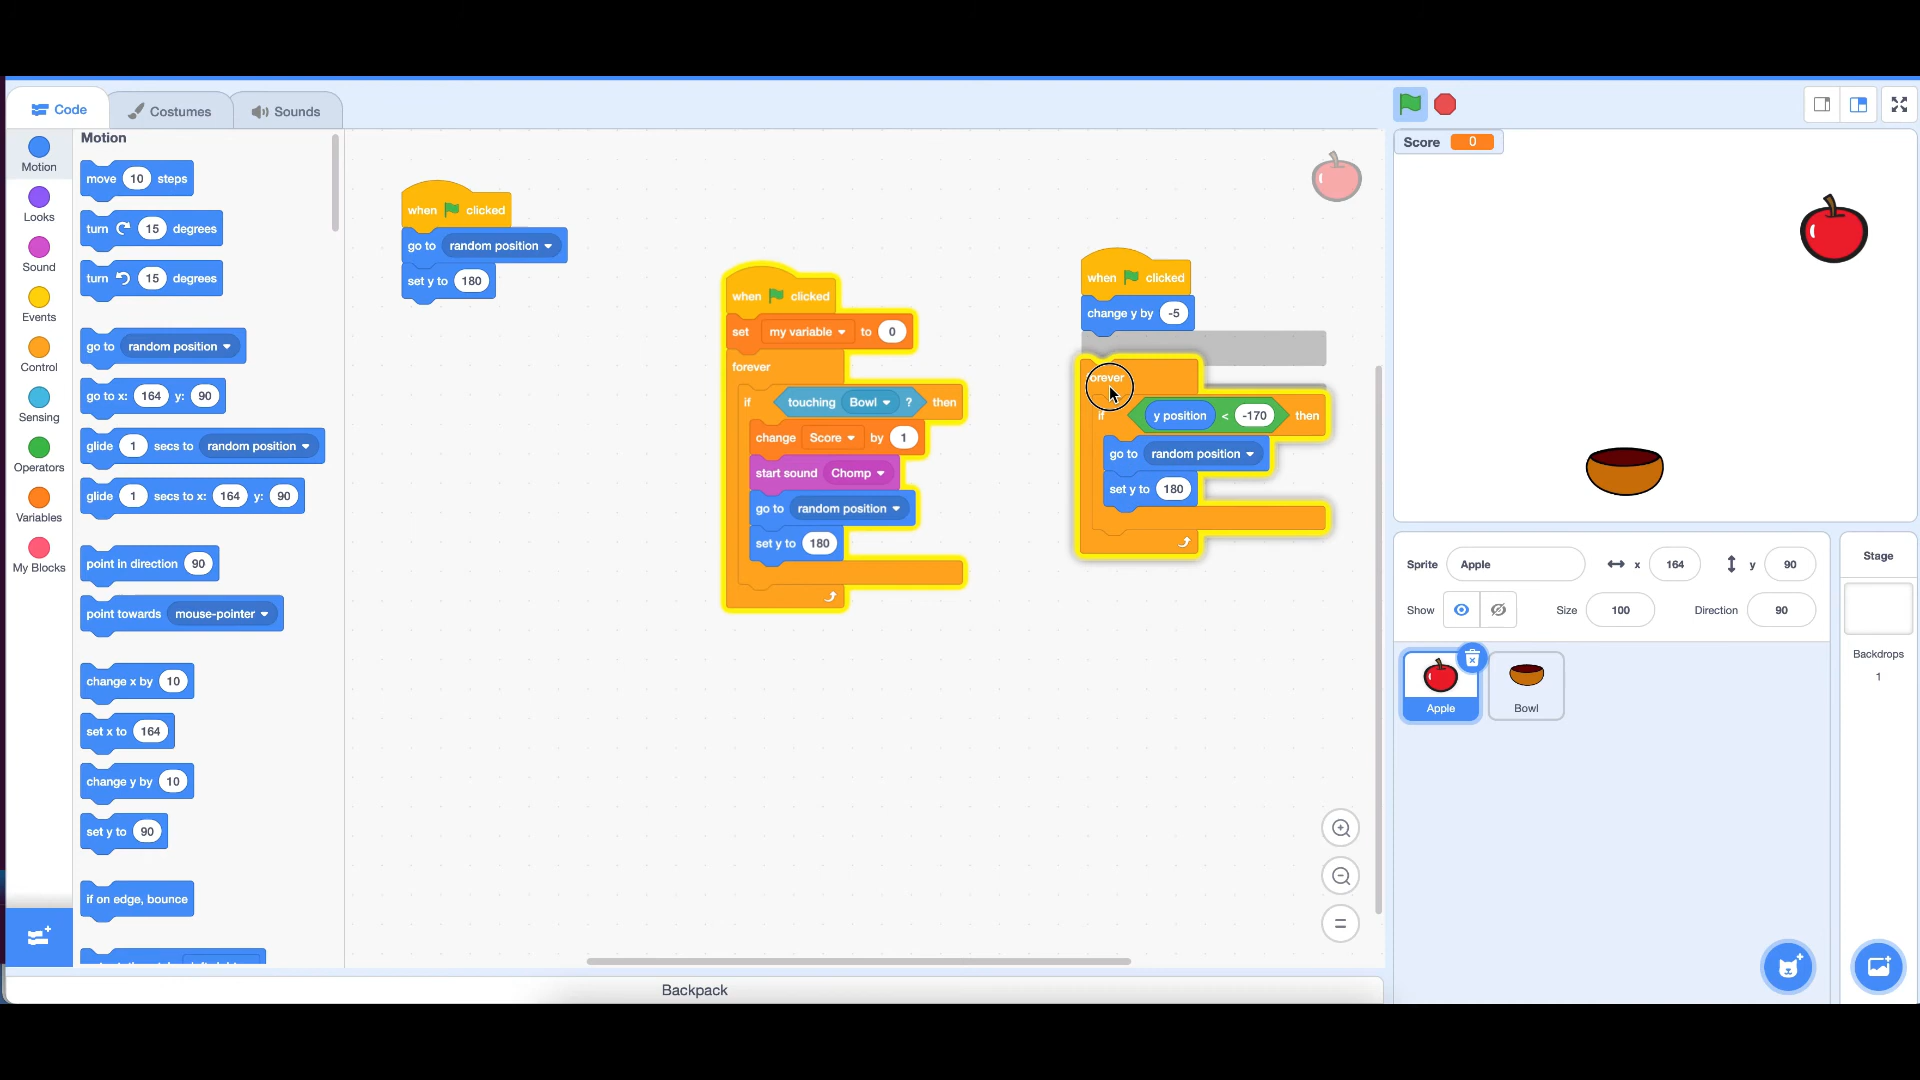 Code
Costumes
Sounds
Motion
Looks
Sound
Events
Control
Sensing
Operators
Variables
My Blocks
Motion
move 10 steps
turn 15 degrees
turn 15 degrees
go to random position
go to x: 164 y: 90
glide 1 secs to random position
glide 1 secs to x: 164 y: 90
point in direction 90
point towards mouse-pointer
change x by 10
set x to 164
change y by 10
set y to 90
if on edge, bounce
when clicked
go to random position
set y to 180
when clicked
set my variable to 0
forever
if touching Bowl ? then
change Score by 1
start sound Chomp
go to random position
set y to 180
when clicked
change y by -5
forever
if y position < -170 then
go to random position
set y to 180
Backpack
Score 0
Sprite Apple x 164 y 90
Show Size 100 Direction 90
Apple
Bowl
Stage
Backdrops
1